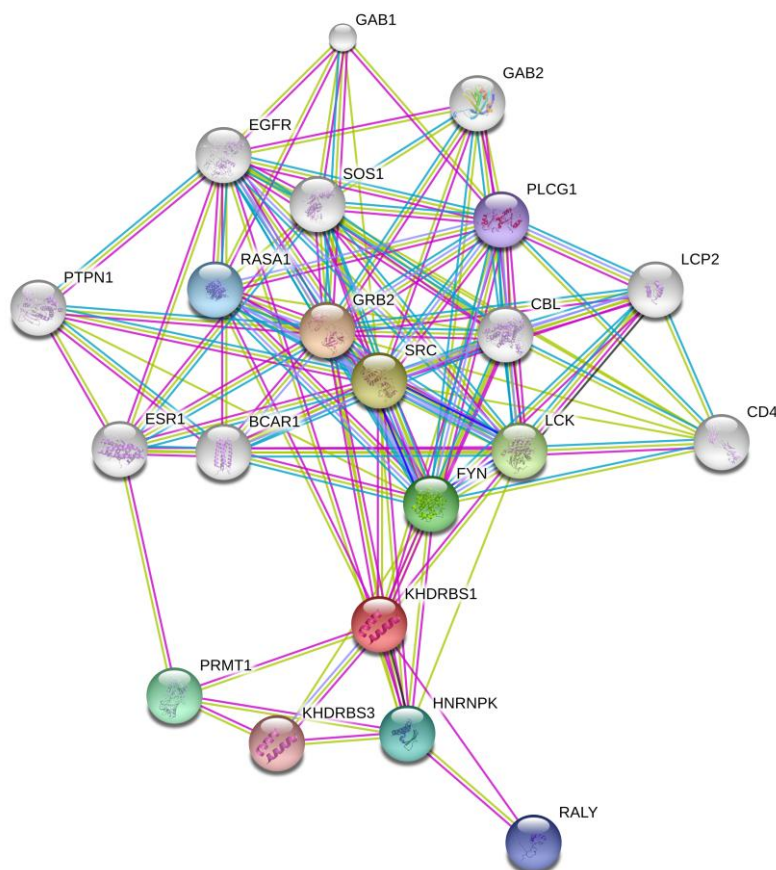 GAB1
GAB2
EGFR
SOS1
PLCG1
RASA1
LCP2
PTPN1
GRB2
CBL
SRC
CD4
ESR1
BCAR1
LCK
FYN
KHDRBS1
PRMT1
KHDRBS3
HNRNPK
RALY